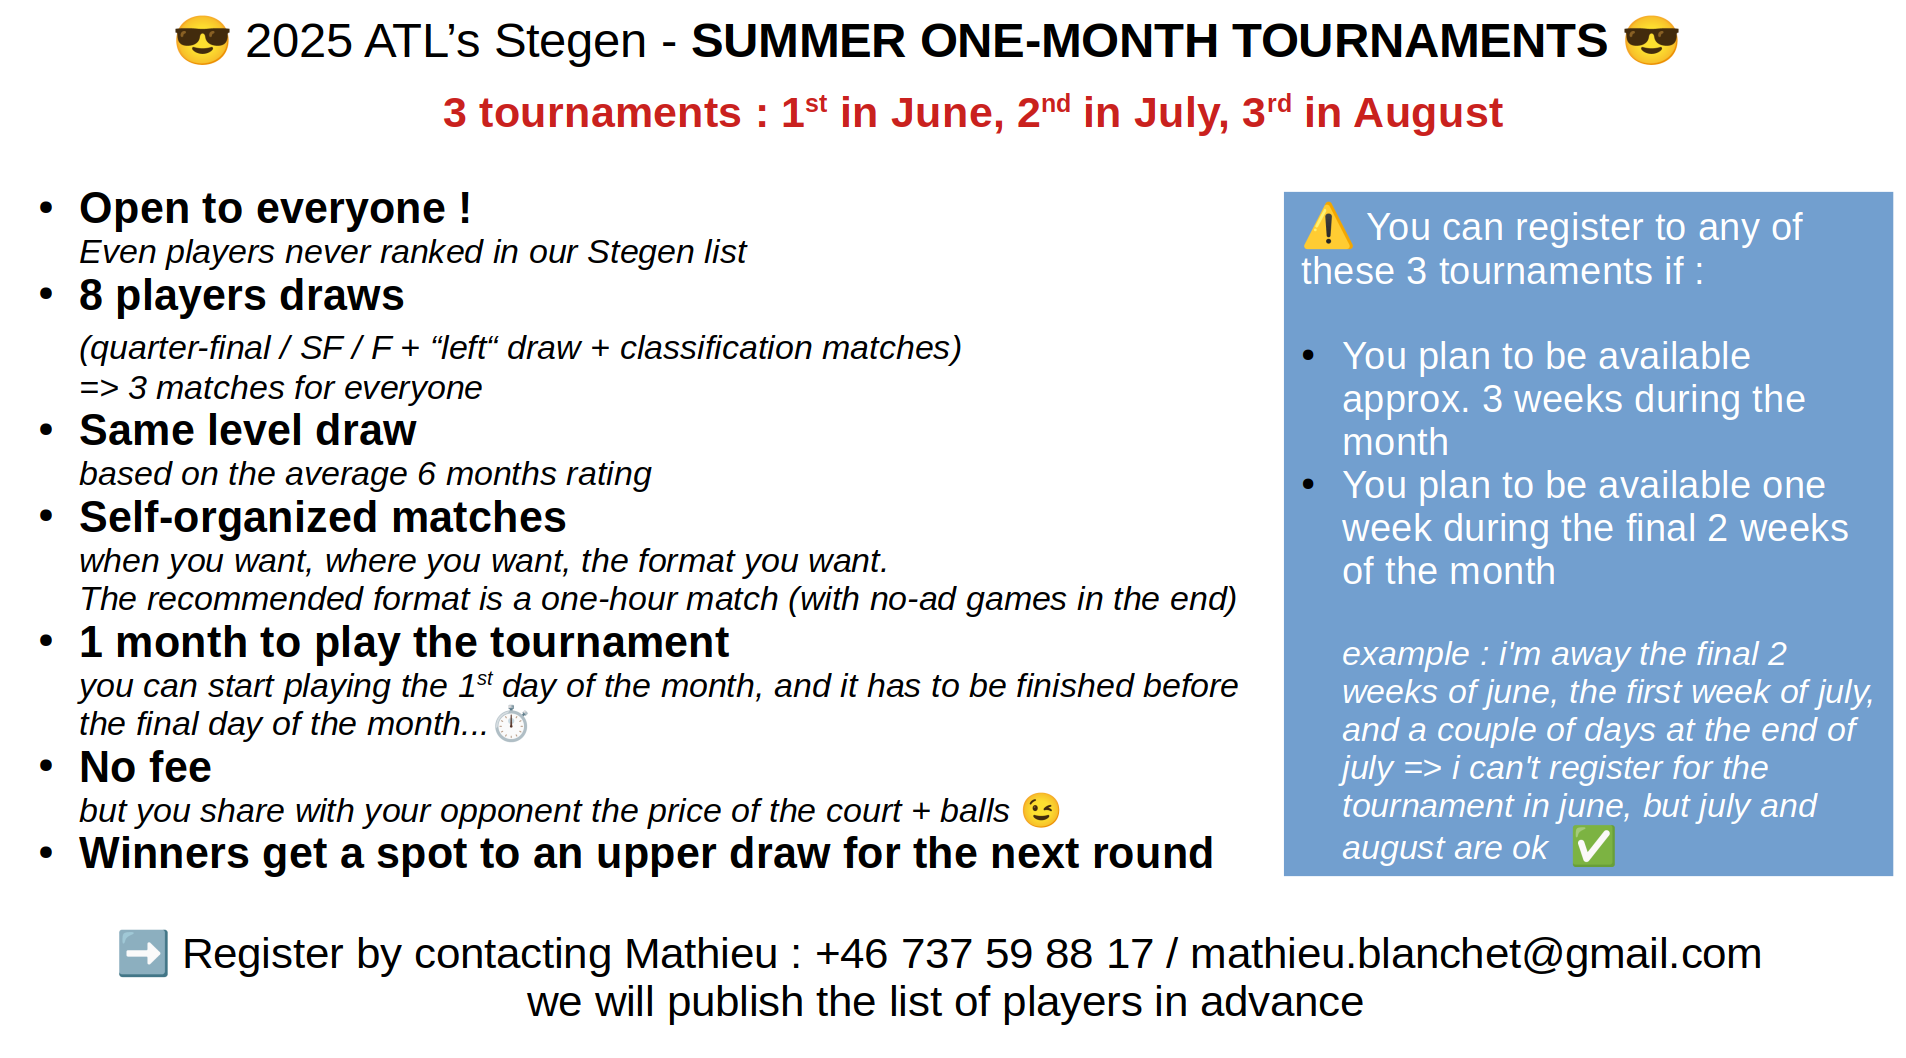 😎 2025 ATL’s Stegen - SUMMER ONE-MONTH TOURNAMENTS 😎
3 tournaments : 1st in June, 2nd in July, 3rd in August
• Open to everyone !
Even players never ranked in our Stegen list
• 8 players draws
(quarter-final / SF / F + “left“ draw + classification matches)
=> 3 matches for everyone
• Same level draw
based on the average 6 months rating
• Self-organized matches
when you want, where you want, the format you want.
The recommended format is a one-hour match (with no-ad games in the end)
• 1 month to play the tournament
you can start playing the 1st day of the month, and it has to be finished before
the final day of the month...⏱️
• No fee
but you share with your opponent the price of the court + balls 😉
• Winners get a spot to an upper draw for the next round
⚠️ You can register to any of
these 3 tournaments if :
• You plan to be available
approx. 3 weeks during the
month
• You plan to be available one
week during the final 2 weeks
of the month
example : i'm away the final 2
weeks of june, the first week of july,
and a couple of days at the end of
july => i can't register for the
tournament in june, but july and
august are ok ✅
➡️ Register by contacting Mathieu : +46 737 59 88 17 / mathieu.blanchet@gmail.com
we will publish the list of players in advance